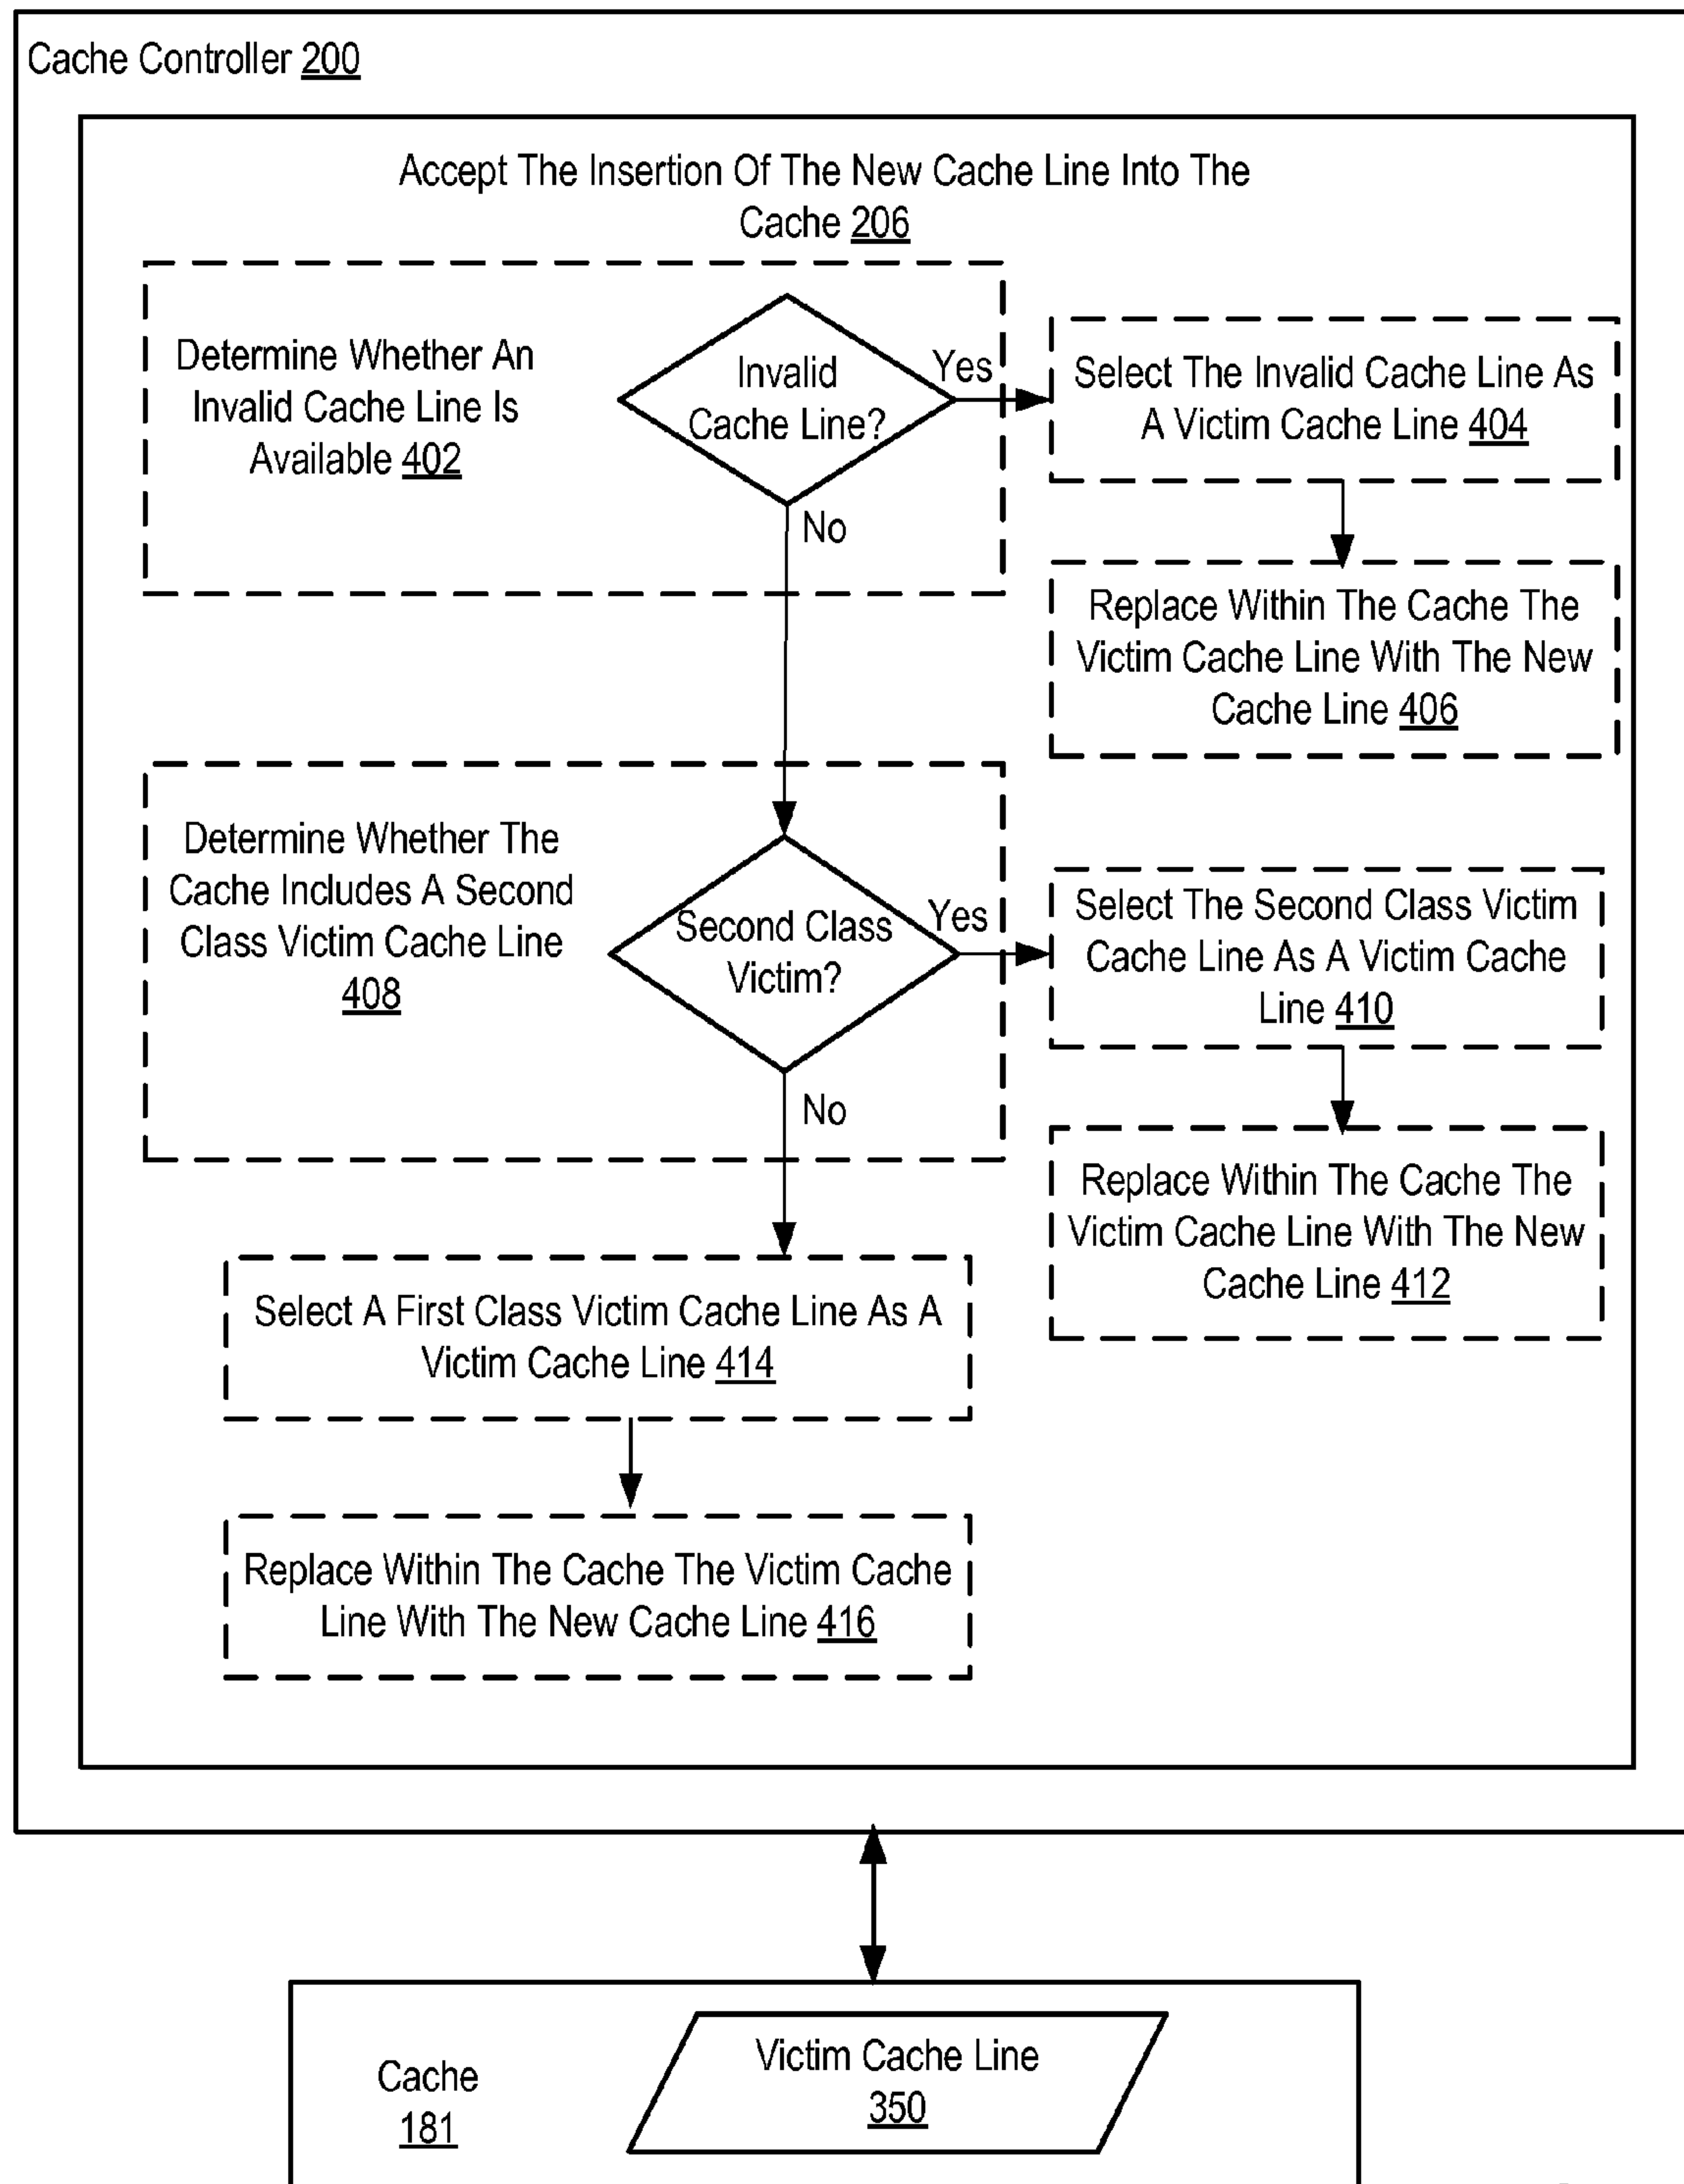 Cache Controller 200
Accept The Insertion Of The New Cache Line Into The
Cache 206
Determine Whether An
Invalid Cache Line Is
Available 402
Invalid
Cache Line?
Yes
No
Select The Invalid Cache Line As
A Victim Cache Line 404
Replace Within The Cache The
Victim Cache Line With The New
Cache Line 406
Determine Whether The
Cache Includes A Second
Class Victim Cache Line
408
Second Class
Victim?
Yes
No
Select The Second Class Victim
Cache Line As A Victim Cache
Line 410
Replace Within The Cache The
Victim Cache Line With The New
Cache Line 412
Select A First Class Victim Cache Line As A
Victim Cache Line 414
Replace Within The Cache The Victim Cache
Line With The New Cache Line 416
Cache
181
Victim Cache Line
350